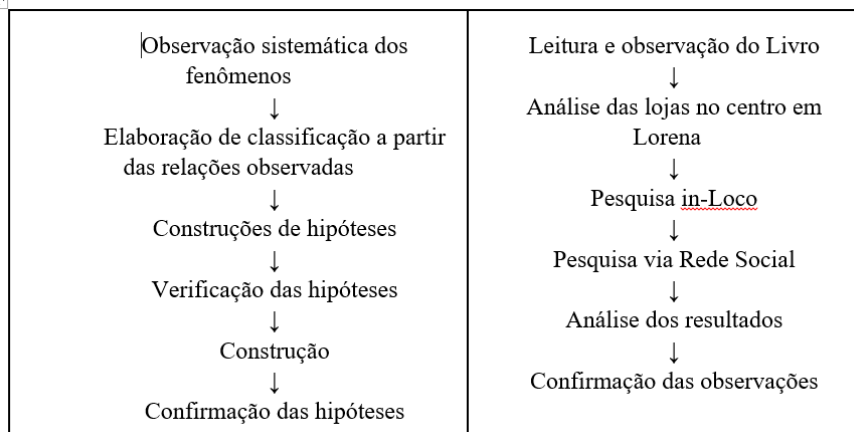 Observação sistemática dos
fenômenos
↓
Elaboração de classificação a partir
das relações observadas
↓
Construções de hipóteses
↓
Verificação das hipóteses
↓
Construção
↓
Confirmação das hipóteses
Leitura e observação do Livro
↓
Análise das lojas no centro em
Lorena
↓
Pesquisa in-Loco
↓
Pesquisa via Rede Social
↓
Análise dos resultados
↓
Confirmação das observações